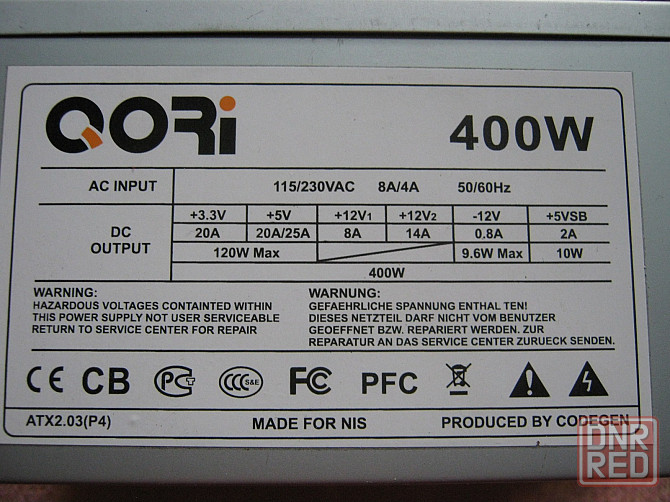 QORi 400W
AC INPUT 115/230VAC 8A/4A 50/60Hz
DC OUTPUT +3.3V +5V +12V1 +12V2 -12V +5VSB
20A 20A/25A 8A 14A 0.8A 2A
120W Max 9.6W Max 10W
400W
WARNING:
HAZARDOUS VOLTAGES CONTAINTED WITHIN
THIS POWER SUPPLY NOT USER SERVICEABLE
RETURN TO SERVICE CENTER FOR REPAIR
WARNUNG:
GEFAEHRLICHE SPANNUNG ENTHAL TEN!
DIESES NETZTEIL DARF NICHT VOM BENUTZER
GEOEFFNET BZW. REPARIERT WERDEN. ZUR
REPARATUR AN DAS SERVICE CENTER ZURUECK SENDEN.
CE CB PCT CCC S&E FC PFC
ATX2.03(P4) MADE FOR NIS PRODUCED BY CODEGEN
DNR
RED